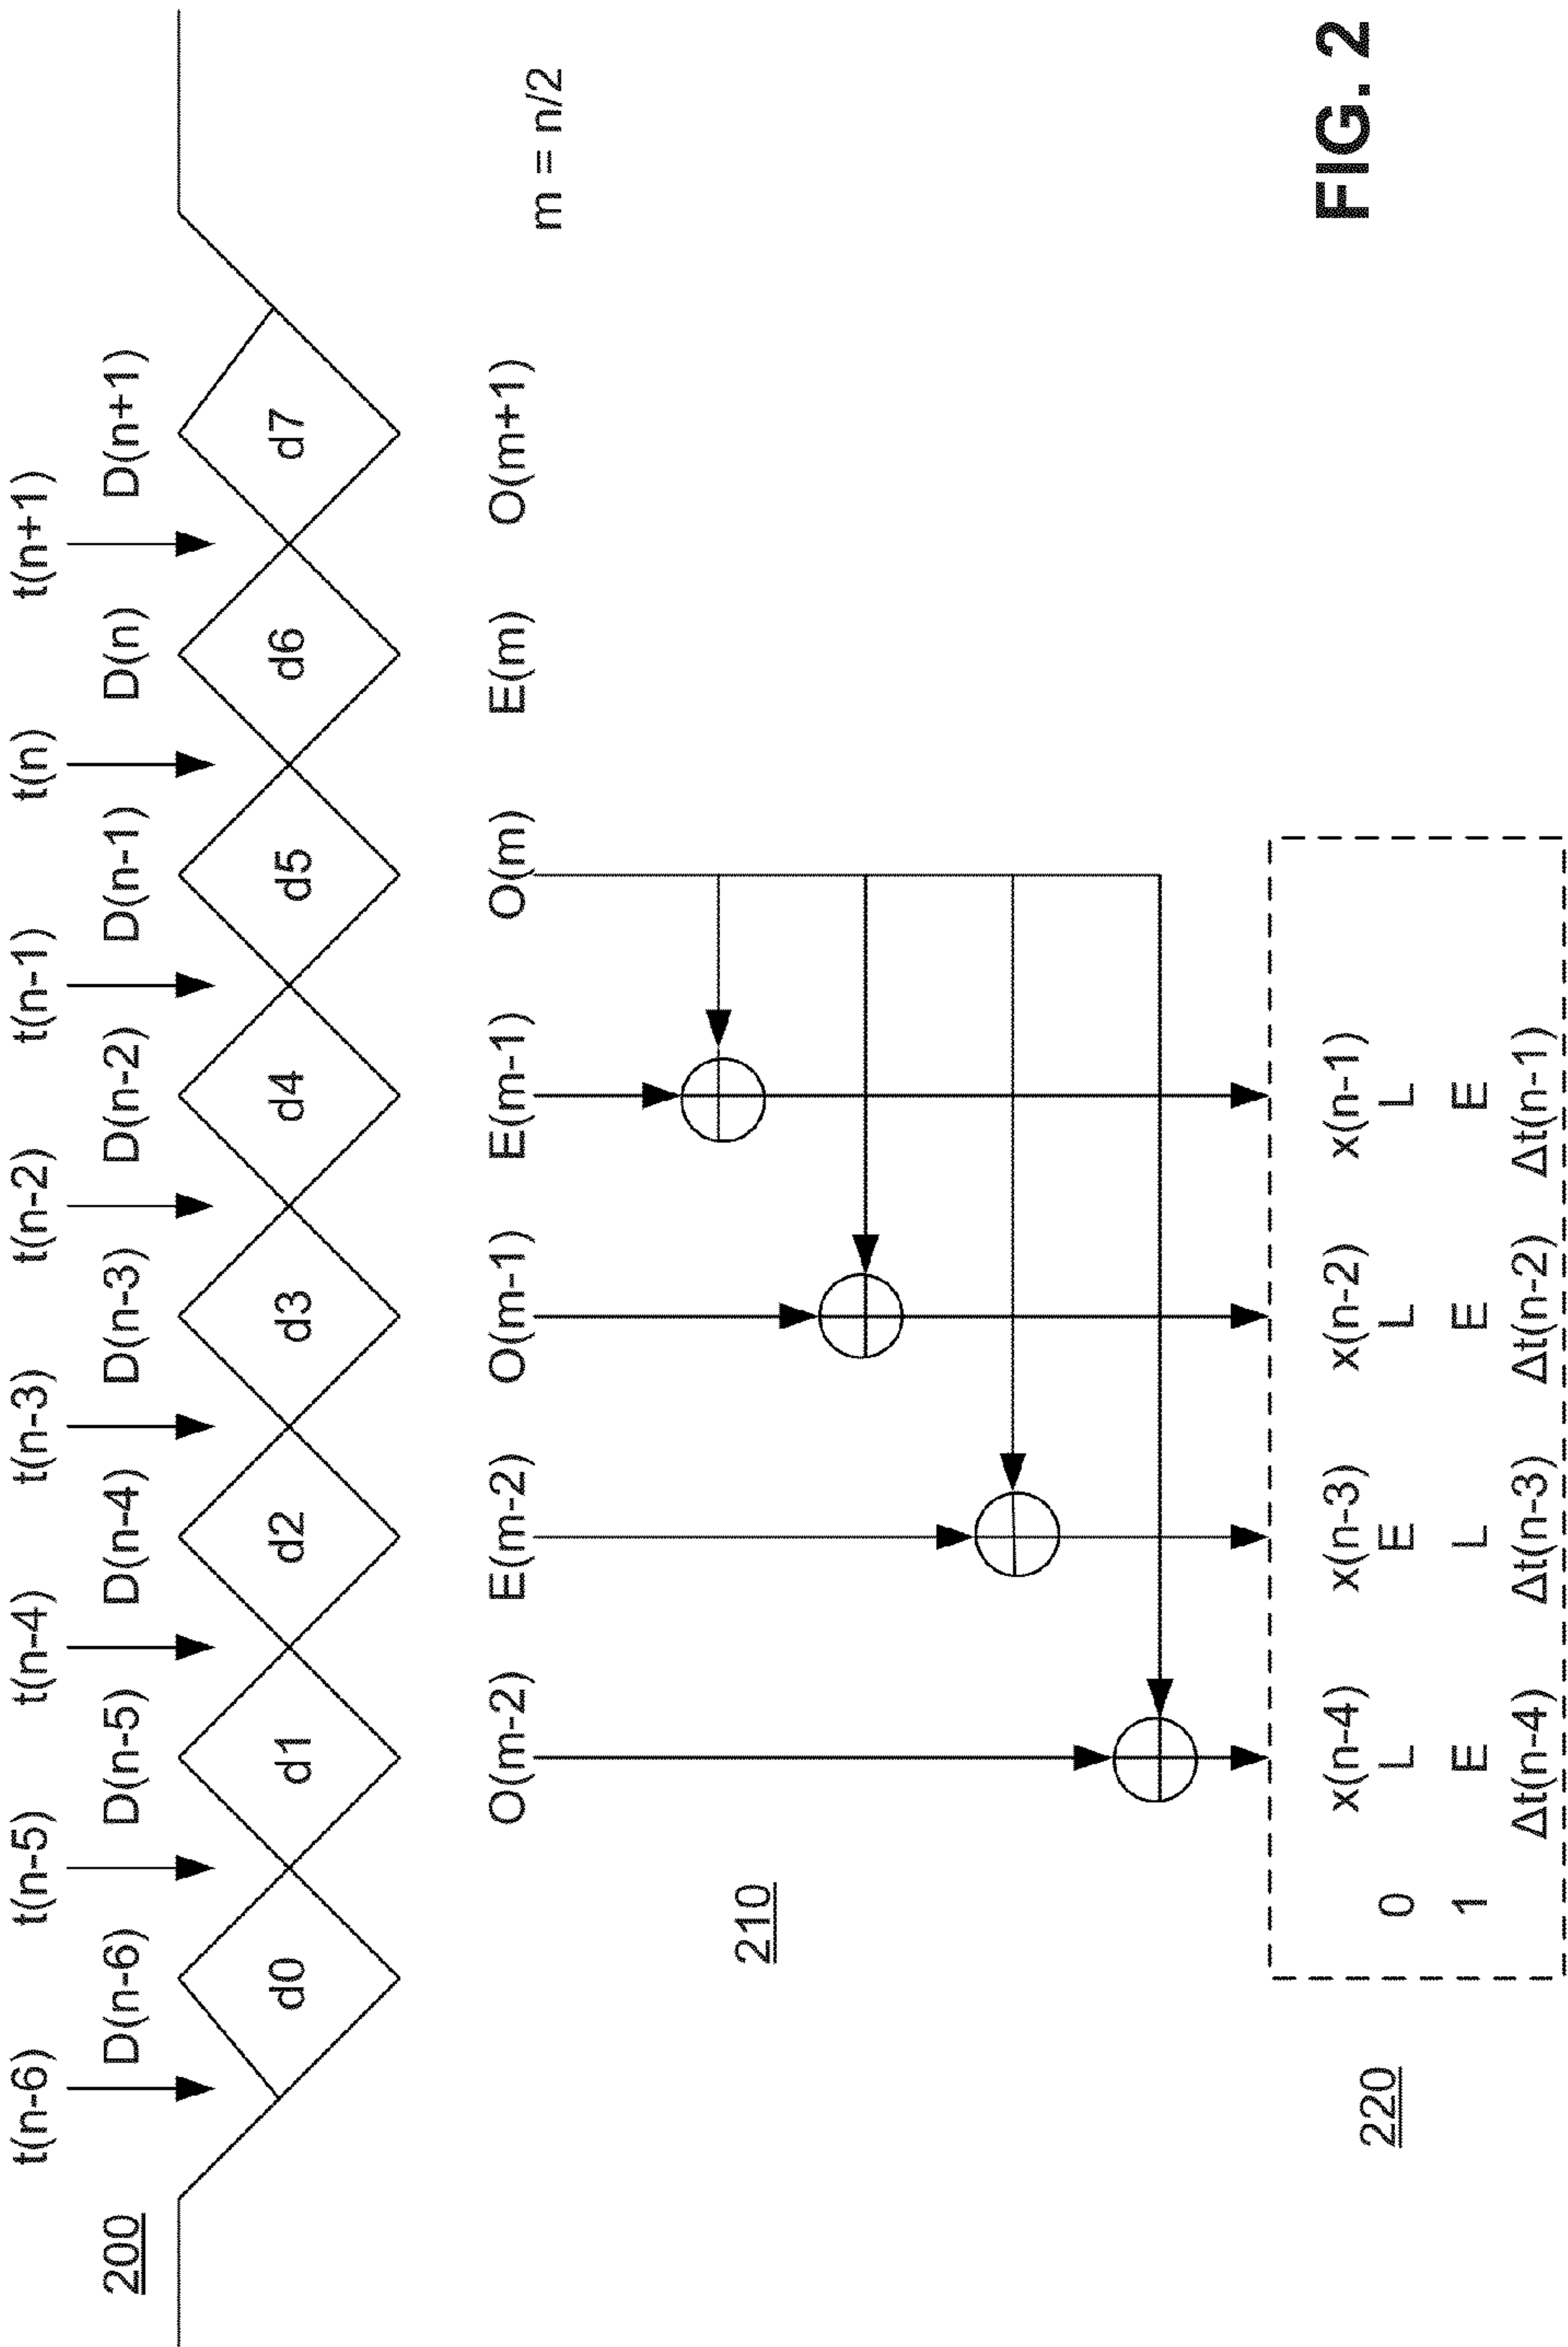 t(n-6) t(n-5) t(n-4) t(n-3) t(n-2) t(n-1) t(n) t(n+1)
200 D(n-6) D(n-5) D(n-4) D(n-3) D(n-2) D(n-1) D(n) D(n+1)
d0 d1 d2 d3 d4 d5 d6 d7
O(m-2) E(m-2) O(m-1) E(m-1) O(m) E(m) O(m+1)
m = n/2
210
x(n-4) x(n-3) x(n-2) x(n-1)
0 L E L L
220
1 E L E E
Δt(n-4) Δt(n-3) Δt(n-2) Δt(n-1)
FIG. 2